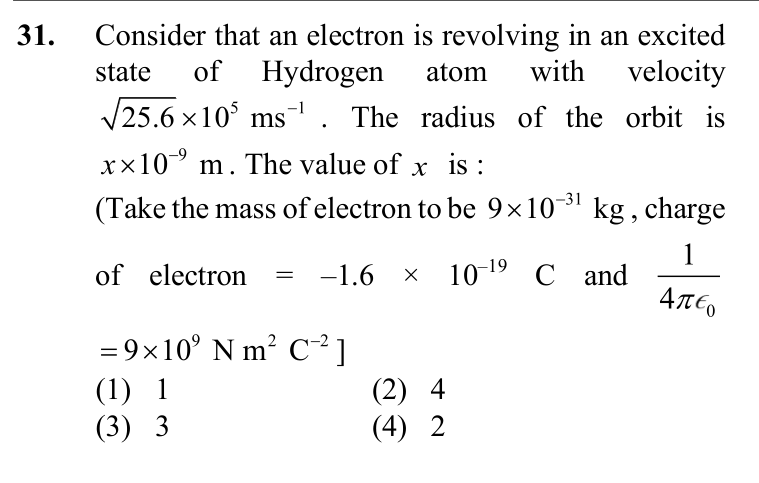 31. Consider that an electron is revolving in an excited
state of Hydrogen atom with velocity
√25.6 ×10⁵ ms⁻¹ . The radius of the orbit is
x×10⁻⁹ m . The value of x is :
(Take the mass of electron to be 9×10⁻³¹ kg , charge
of electron = –1.6 × 10⁻¹⁹ C and 1/4πϵ₀
=9×10⁹ N m² C⁻² ]
(1) 1 (2) 4
(3) 3 (4) 2